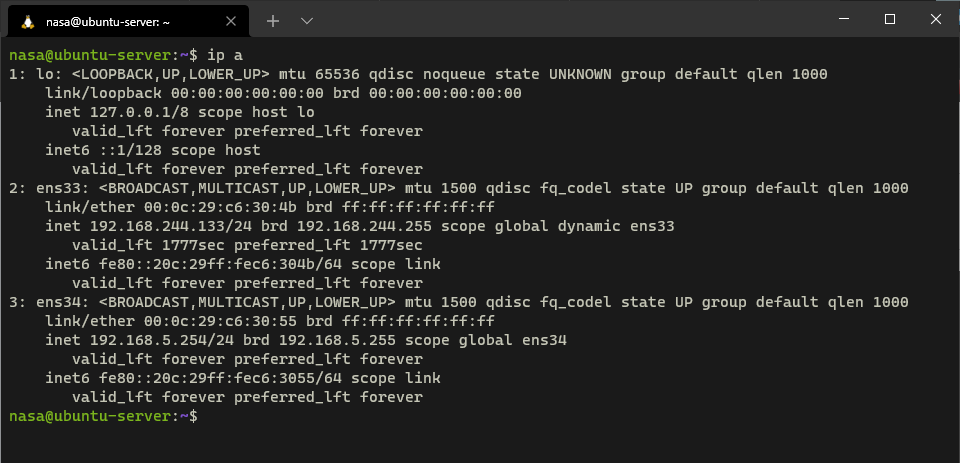 nasa@ubuntu-server: ~
nasa@ubuntu-server:~$ ip a
1: lo: <LOOPBACK,UP,LOWER_UP> mtu 65536 qdisc noqueue state UNKNOWN group default qlen 1000
    link/loopback 00:00:00:00:00:00 brd 00:00:00:00:00:00
    inet 127.0.0.1/8 scope host lo
       valid_lft forever preferred_lft forever
    inet6 ::1/128 scope host
       valid_lft forever preferred_lft forever
2: ens33: <BROADCAST,MULTICAST,UP,LOWER_UP> mtu 1500 qdisc fq_codel state UP group default qlen 1000
    link/ether 00:0c:29:c6:30:4b brd ff:ff:ff:ff:ff:ff
    inet 192.168.244.133/24 brd 192.168.244.255 scope global dynamic ens33
       valid_lft 1777sec preferred_lft 1777sec
    inet6 fe80::20c:29ff:fec6:304b/64 scope link
       valid_lft forever preferred_lft forever
3: ens34: <BROADCAST,MULTICAST,UP,LOWER_UP> mtu 1500 qdisc fq_codel state UP group default qlen 1000
    link/ether 00:0c:29:c6:30:55 brd ff:ff:ff:ff:ff:ff
    inet 192.168.5.254/24 brd 192.168.5.255 scope global ens34
       valid_lft forever preferred_lft forever
    inet6 fe80::20c:29ff:fec6:3055/64 scope link
       valid_lft forever preferred_lft forever
nasa@ubuntu-server:~$